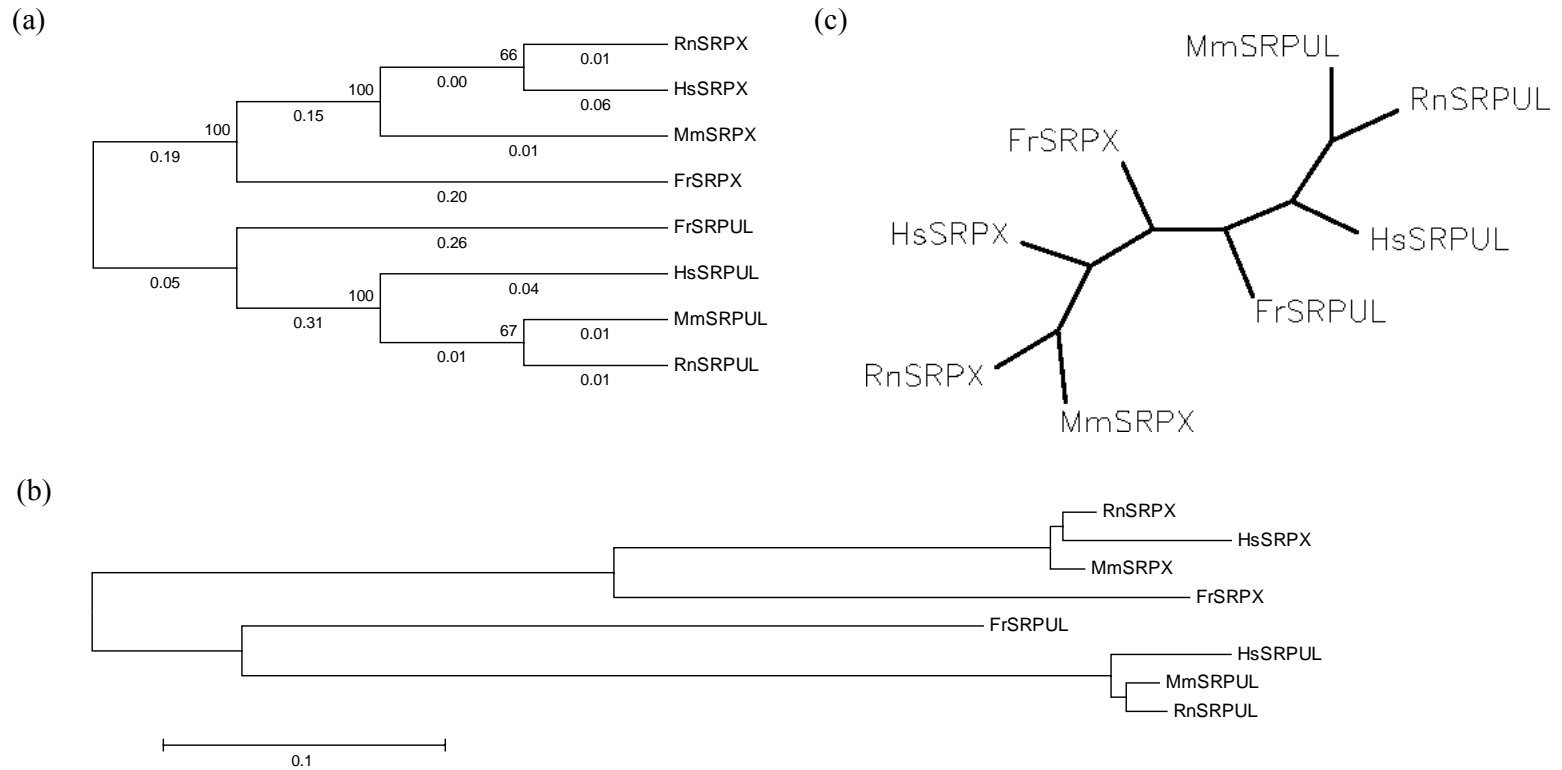 (a)
RnSRPX
66
0.01
HsSRPX
100
0.00
0.06
100
0.15
MmSRPX
0.01
0.19
FrSRPX
0.20
FrSRPUL
0.26
HsSRPUL
0.05
100
0.04
0.31
MmSRPUL
67
0.01
0.01
RnSRPUL
0.01
(c)
MmSRPUL
RnSRPUL
FrSRPX
HsSRPX
HsSRPUL
FrSRPUL
RnSRPX
MmSRPX
(b)
RnSRPX
HsSRPX
MmSRPX
FrSRPX
FrSRPUL
HsSRPUL
MmSRPUL
RnSRPUL
0.1